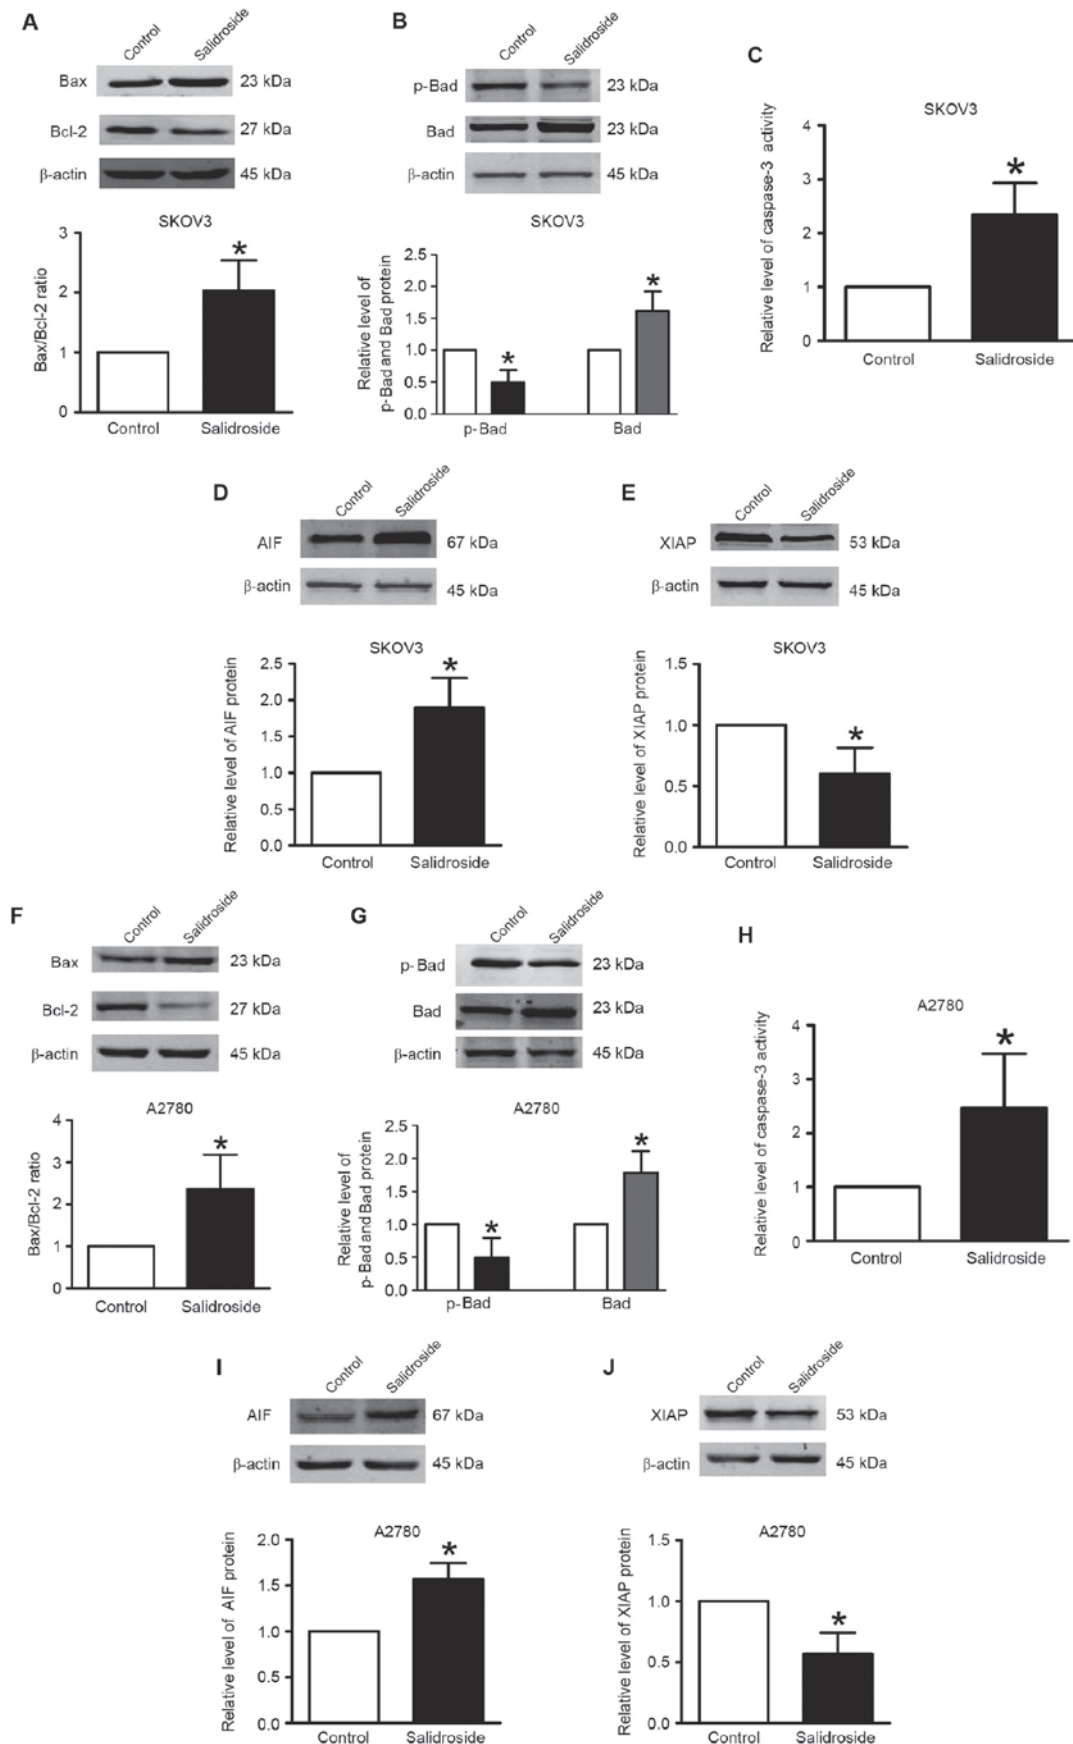 A
Control
Salidroside
Bax
23 kDa
Bcl-2
27 kDa
β-actin
45 kDa
SKOV3
Bax/Bcl-2 ratio
3
2
1
0
Control
Salidroside
B
Control
Salidroside
p-Bad
23 kDa
Bad
23 kDa
β-actin
45 kDa
SKOV3
Relative level of
p-Bad and Bad protein
2.5
2.0
1.5
1.0
0.5
0.0
*
*
p-Bad
Bad
*
C
SKOV3
Relative level of caspase-3 activity
4
3
2
1
0
*
Control
Salidroside
D
Control
Salidroside
AIF
67 kDa
β-actin
45 kDa
SKOV3
Relative level of AIF protein
2.5
2.0
1.5
1.0
0.5
0.0
*
Control
Salidroside
E
Control
Salidroside
XIAP
53 kDa
β-actin
45 kDa
SKOV3
Relative level of XIAP protein
1.5
1.0
0.5
0.0
*
Control
Salidroside
F
Control
Salidroside
Bax
23 kDa
Bcl-2
27 kDa
β-actin
45 kDa
A2780
Bax/Bcl-2 ratio
4
3
2
1
0
*
Control
Salidroside
G
Control
Salidroside
p-Bad
23 kDa
Bad
23 kDa
β-actin
45 kDa
A2780
Relative level of
p-Bad and Bad protein
2.5
2.0
1.5
1.0
0.5
0.0
*
*
p-Bad
Bad
H
A2780
Relative level of caspase-3 activity
4
3
2
1
0
*
Control
Salidroside
I
Control
Salidroside
AIF
67 kDa
β-actin
45 kDa
A2780
Relative level of AIF protein
2.0
1.5
1.0
0.5
0.0
*
Control
Salidroside
J
Control
Salidroside
XIAP
53 kDa
β-actin
45 kDa
A2780
Relative level of XIAP protein
1.5
1.0
0.5
0.0
*
Control
Salidroside